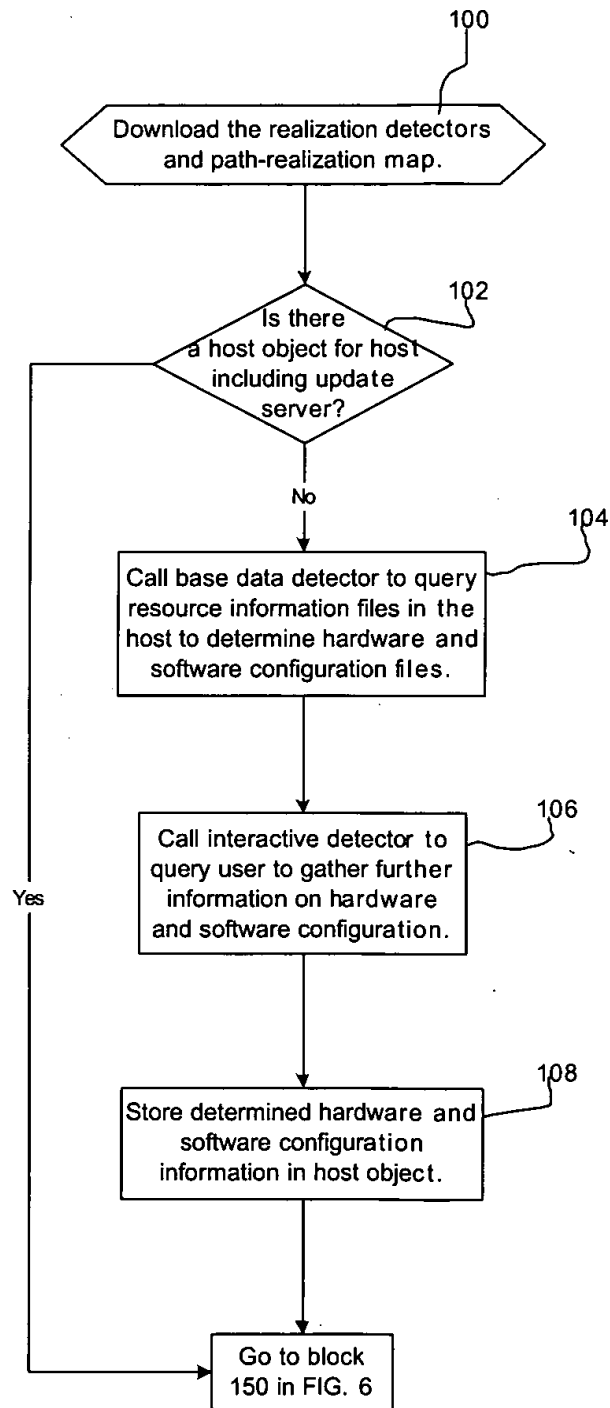 100
Download the realization detectors
and path-realization map.
102
Is there
a host object for host
including update
server?
No
104
Call base data detector to query
resource information files in the
host to determine hardware and
software configuration files.
106
Call interactive detector to
query user to gather further
information on hardware
and software configuration.
Yes
108
Store determined hardware and
software configuration
information in host object.
Go to block
150 in FIG. 6